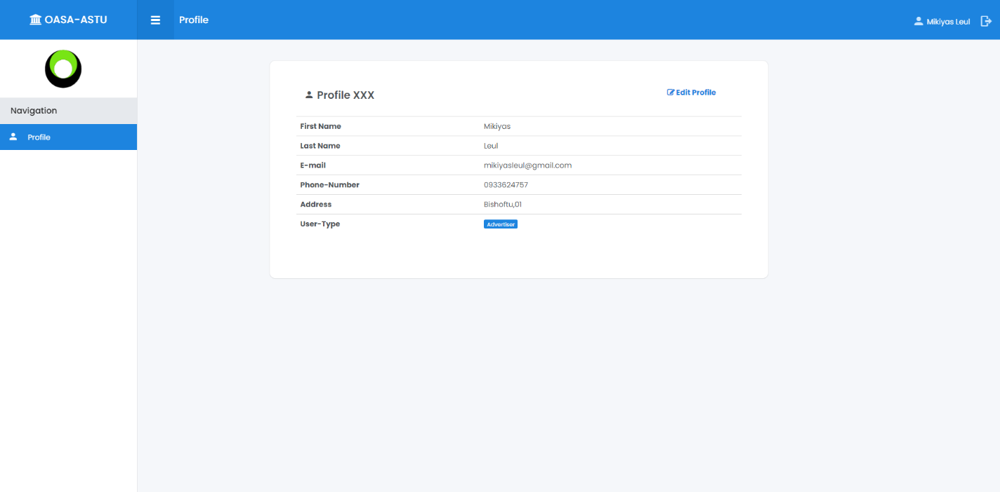 OASA-ASTU
Profile
Mikiyas Leul
Navigation
Profile
Profile XXX
Edit Profile
First Name Mikiyas
Last Name Leul
E-mail mikiyasleul@gmail.com
Phone-Number 0933624757
Address Bishoftu,01
User-Type Advertiser